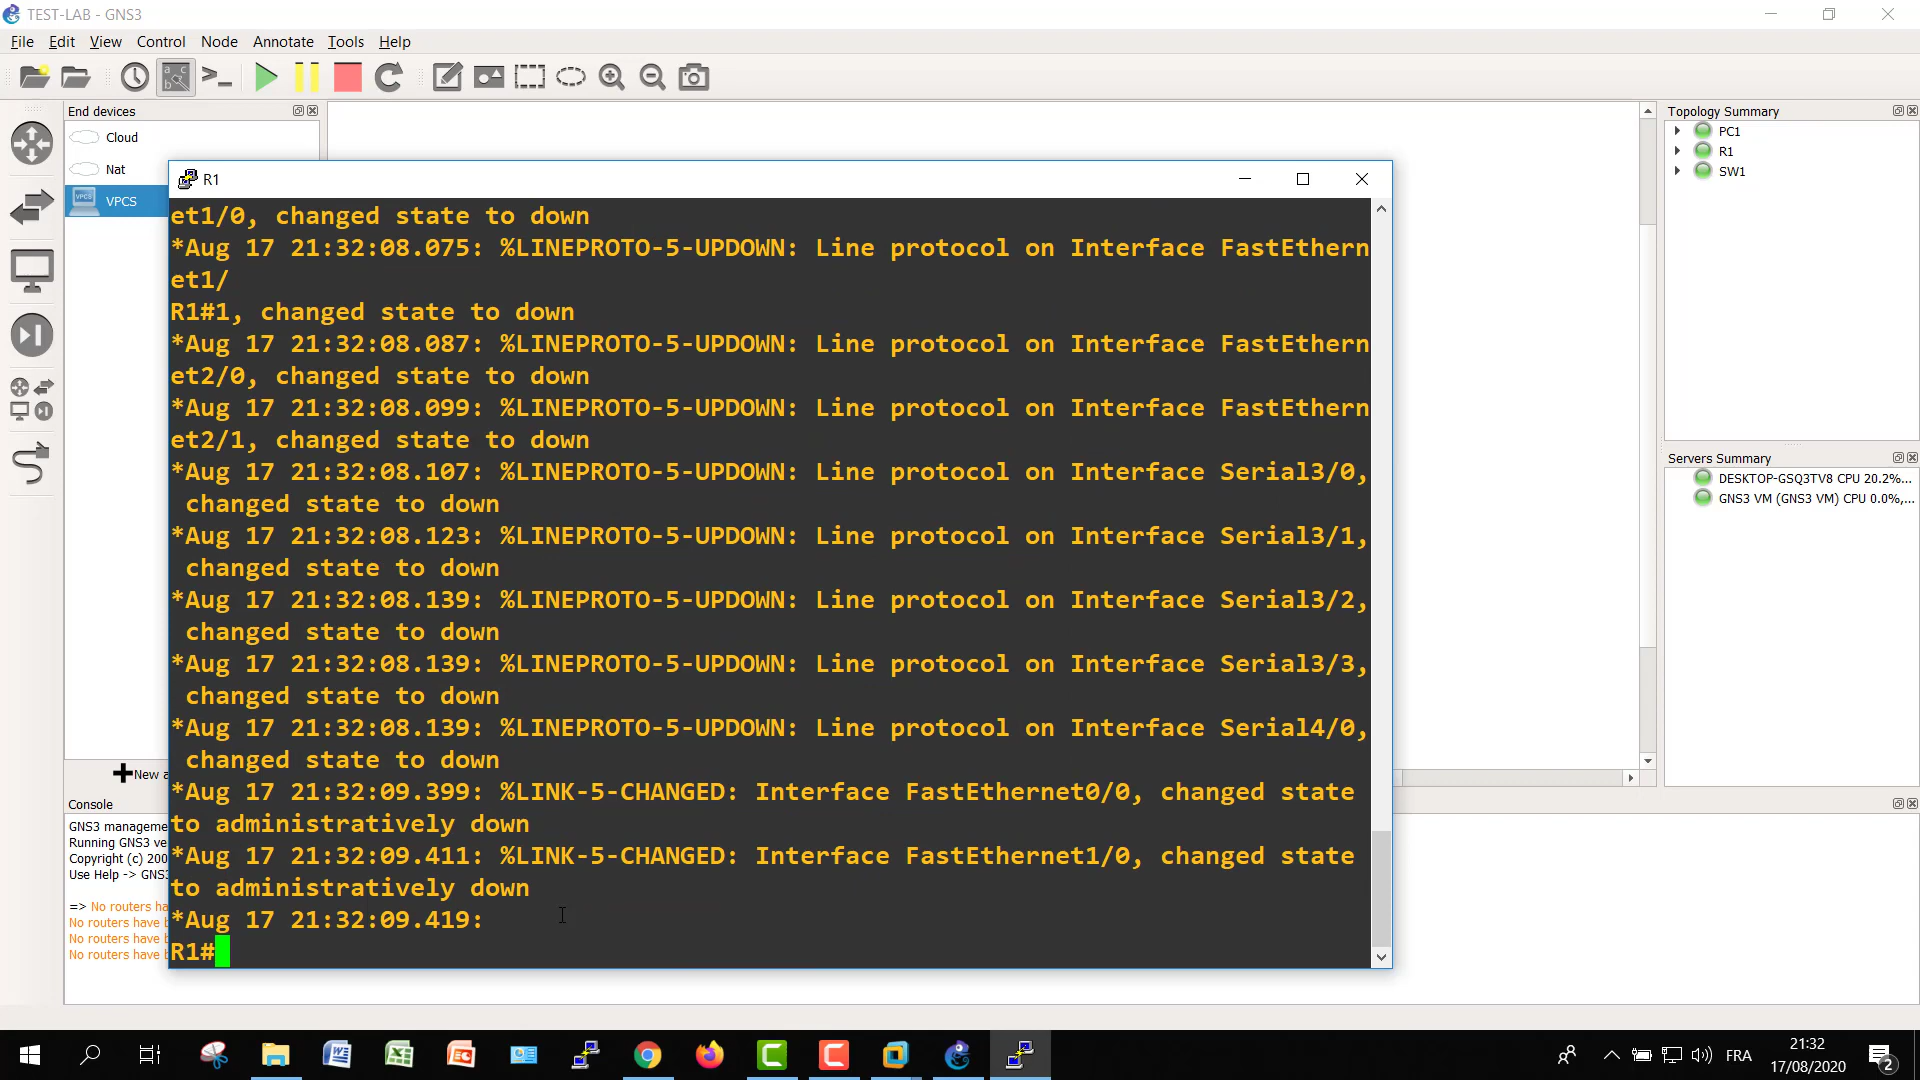 TEST-LAB - GNS3
File Edit View Control Node Annotate Tools Help
End devices
Cloud
Nat
VPCS
VPCS
New
R1
et1/0, changed state to down
*Aug 17 21:32:08.075: %LINEPROTO-5-UPDOWN: Line protocol on Interface FastEthern
et1/
R1#1, changed state to down
*Aug 17 21:32:08.087: %LINEPROTO-5-UPDOWN: Line protocol on Interface FastEthern
et2/0, changed state to down
*Aug 17 21:32:08.099: %LINEPROTO-5-UPDOWN: Line protocol on Interface FastEthern
et2/1, changed state to down
*Aug 17 21:32:08.107: %LINEPROTO-5-UPDOWN: Line protocol on Interface Serial3/0,
changed state to down
*Aug 17 21:32:08.123: %LINEPROTO-5-UPDOWN: Line protocol on Interface Serial3/1,
changed state to down
*Aug 17 21:32:08.139: %LINEPROTO-5-UPDOWN: Line protocol on Interface Serial3/2,
changed state to down
*Aug 17 21:32:08.139: %LINEPROTO-5-UPDOWN: Line protocol on Interface Serial3/3,
changed state to down
*Aug 17 21:32:08.139: %LINEPROTO-5-UPDOWN: Line protocol on Interface Serial4/0,
changed state to down
*Aug 17 21:32:09.399: %LINK-5-CHANGED: Interface FastEthernet0/0, changed state
to administratively down
*Aug 17 21:32:09.411: %LINK-5-CHANGED: Interface FastEthernet1/0, changed state
to administratively down
*Aug 17 21:32:09.419:
R1#
Topology Summary
PC1
R1
SW1
Servers Summary
DESKTOP-GSQ3TV8 CPU 20.2%...
GNS3 VM (GNS3 VM) CPU 0.0%,...
Console
GNS3 manageme
Running GNS3 ve
Copyright (c) 200
Use Help -> GNS3
=> No routers ha
No routers have b
No routers have b
No routers have b
FRA
21:32
17/08/2020
2